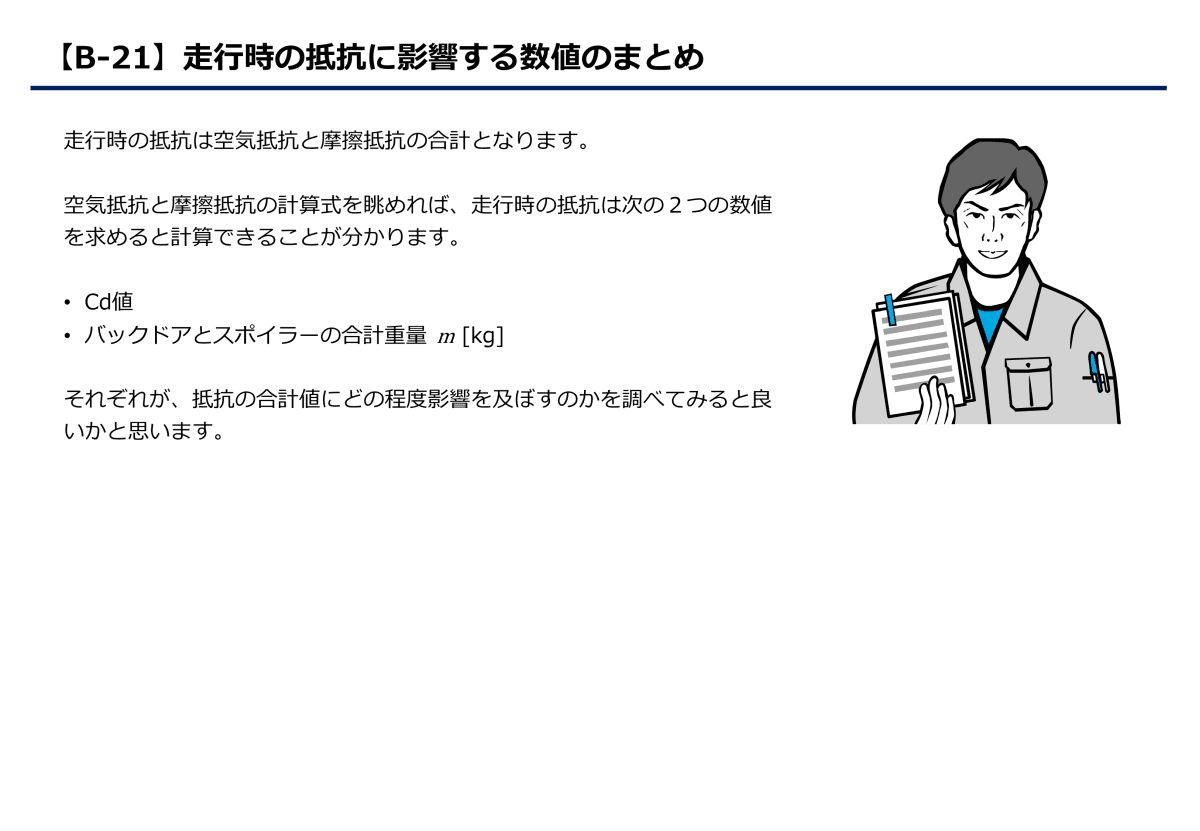 【B-21】走行時の抵抗に影響する数値のまとめ
走行時の抵抗は空気抵抗と摩擦抵抗の合計となります。
空気抵抗と摩擦抵抗の計算式を眺めれば、走行時の抵抗は次の２つの数値
を求めると計算できることが分かります。
• Cd値
• バックドアとスポイラーの合計重量 m [kg]
それぞれが、抵抗の合計値にどの程度影響を及ぼすのかを調べてみると良
いかと思います。